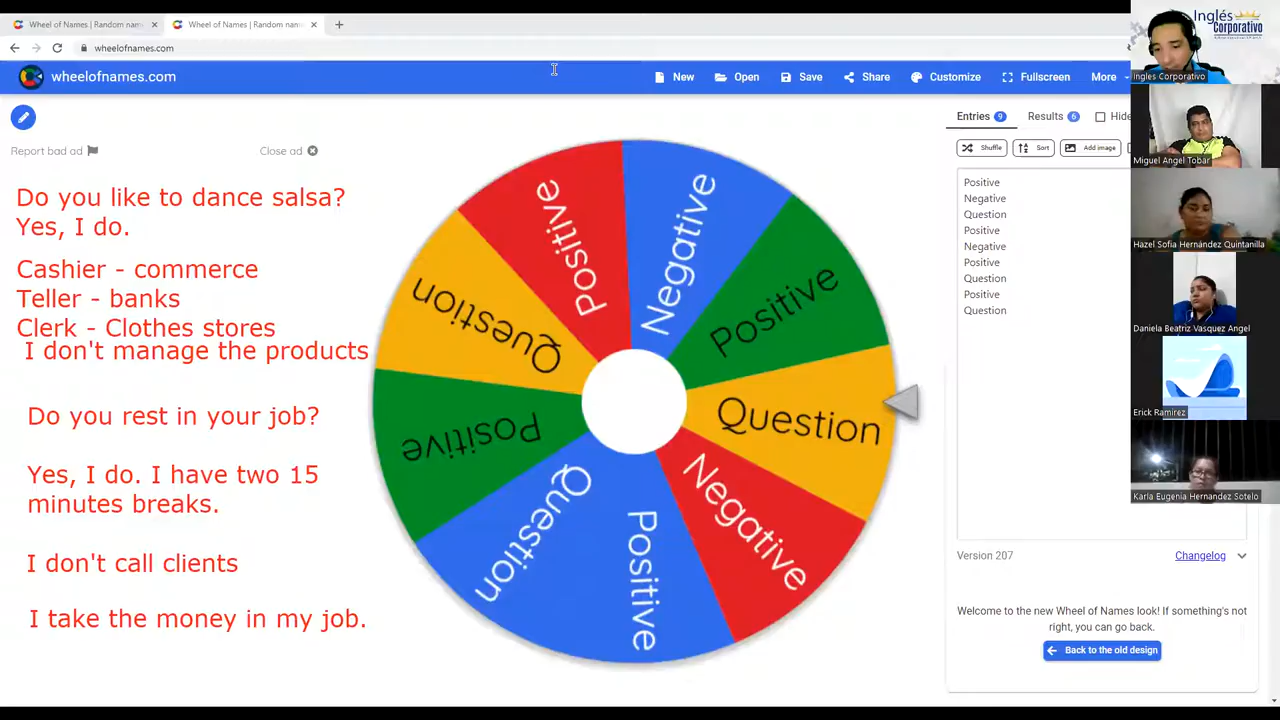 Wheel of Names | Random nam
Wheel of Names | Random nam
wheelofnames.com
wheelofnames.com
New
Open
Save
Share
Customize
Fullscreen
More
Report bad ad
Close ad
Do you like to dance salsa?
Yes, I do.
Cashier - commerce
Teller - banks
Clerk - Clothes stores
I don't manage the products
Do you rest in your job?
Yes, I do. I have two 15
minutes breaks.
I don't call clients
I take the money in my job.
Positive
Negative
Positive
Question
Negative
Positive
Question
Positive
Question
Entries 9
Results 6
Hide
Shuffle
Sort
Add image
Positive
Negative
Question
Positive
Negative
Positive
Question
Positive
Question
Version 207
Changelog
Welcome to the new Wheel of Names look! If something's not
right, you can go back.
Back to the old design
Inglés
Corporativo
Ingles Corporativo
Miguel Angel Tobar
Hazel Sofia Hernández Quintanilla
Daniela Beatriz Vasquez Angel
Erick Ramirez
Karla Eugenia Hernandez Sotelo